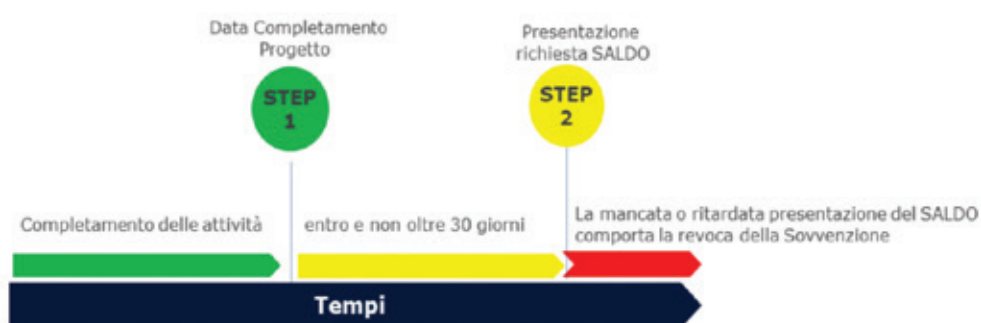 Data Completamento
Progetto
Presentazione
richiesta SALDO
STEP
1
STEP
2
Completamento delle attività
entro e non oltre 30 giorni
La mancata o ritardata presentazione del SALDO
comporta la revoca della Sovvenzione
Tempi